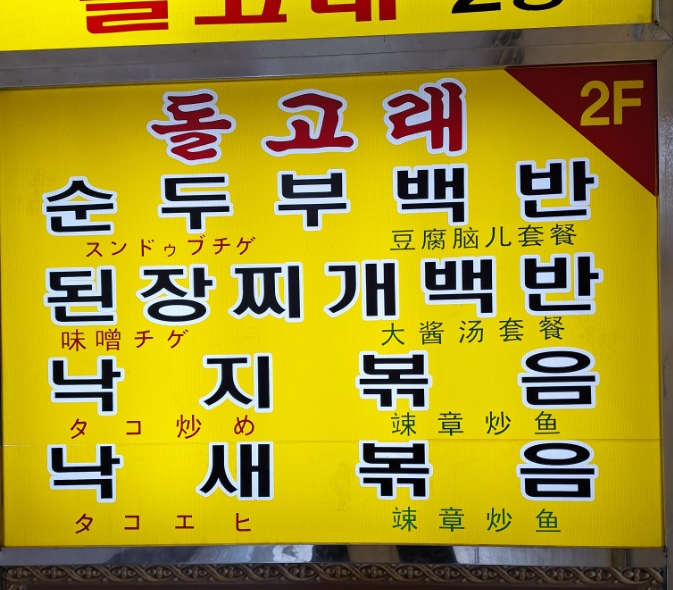 돌고래
2F
순두부백반
スンドゥブチゲ 豆腐脑儿套餐
된장찌개백반
味噌チゲ 大酱汤套餐
낙지볶음
タコ炒め 竦章炒鱼
낙새볶음
タコエヒ 竦章炒鱼